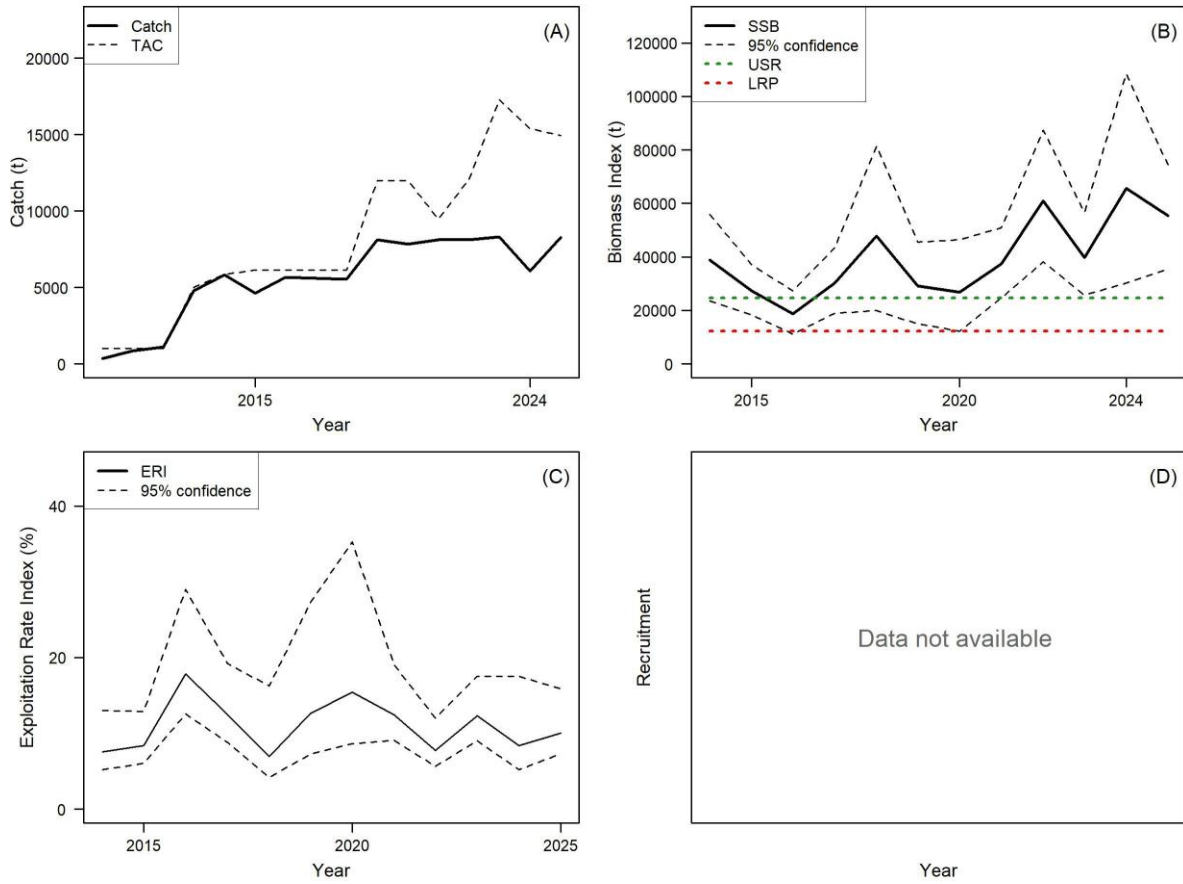 Catch
TAC
(A)
20000
15000
10000
5000
0
Catch (t)
2015
2024
Year
SSB
95% confidence
USR
LRP
(B)
120000
100000
80000
60000
40000
20000
0
Biomass Index (t)
2015
2020
2024
Year
ERI
95% confidence
(C)
40
20
0
Exploitation Rate Index (%)
2015
2020
2025
Year
(D)
Recruitment
Data not available
Year